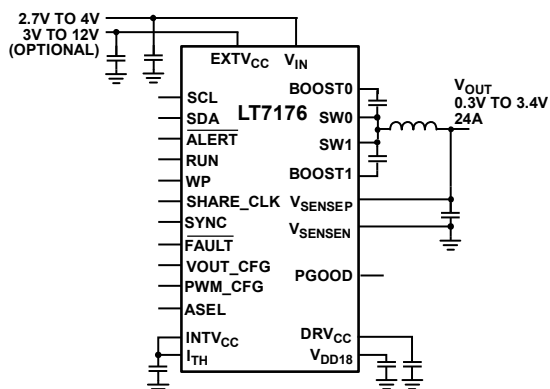 2.7V TO 4V
3V TO 12V
(OPTIONAL)
EXTVCC
VIN
LT7176
SCL
SDA
ALERT
RUN
WP
SHARE_CLK
SYNC
FAULT
VOUT_CFG
PWM_CFG
ASEL
INTVCC
ITH
BOOST0
SW0
SW1
BOOST1
VSENSEP
VSENSEN
PGOOD
DRVCC
VDD18
VOUT
0.3V TO 3.4V
24A